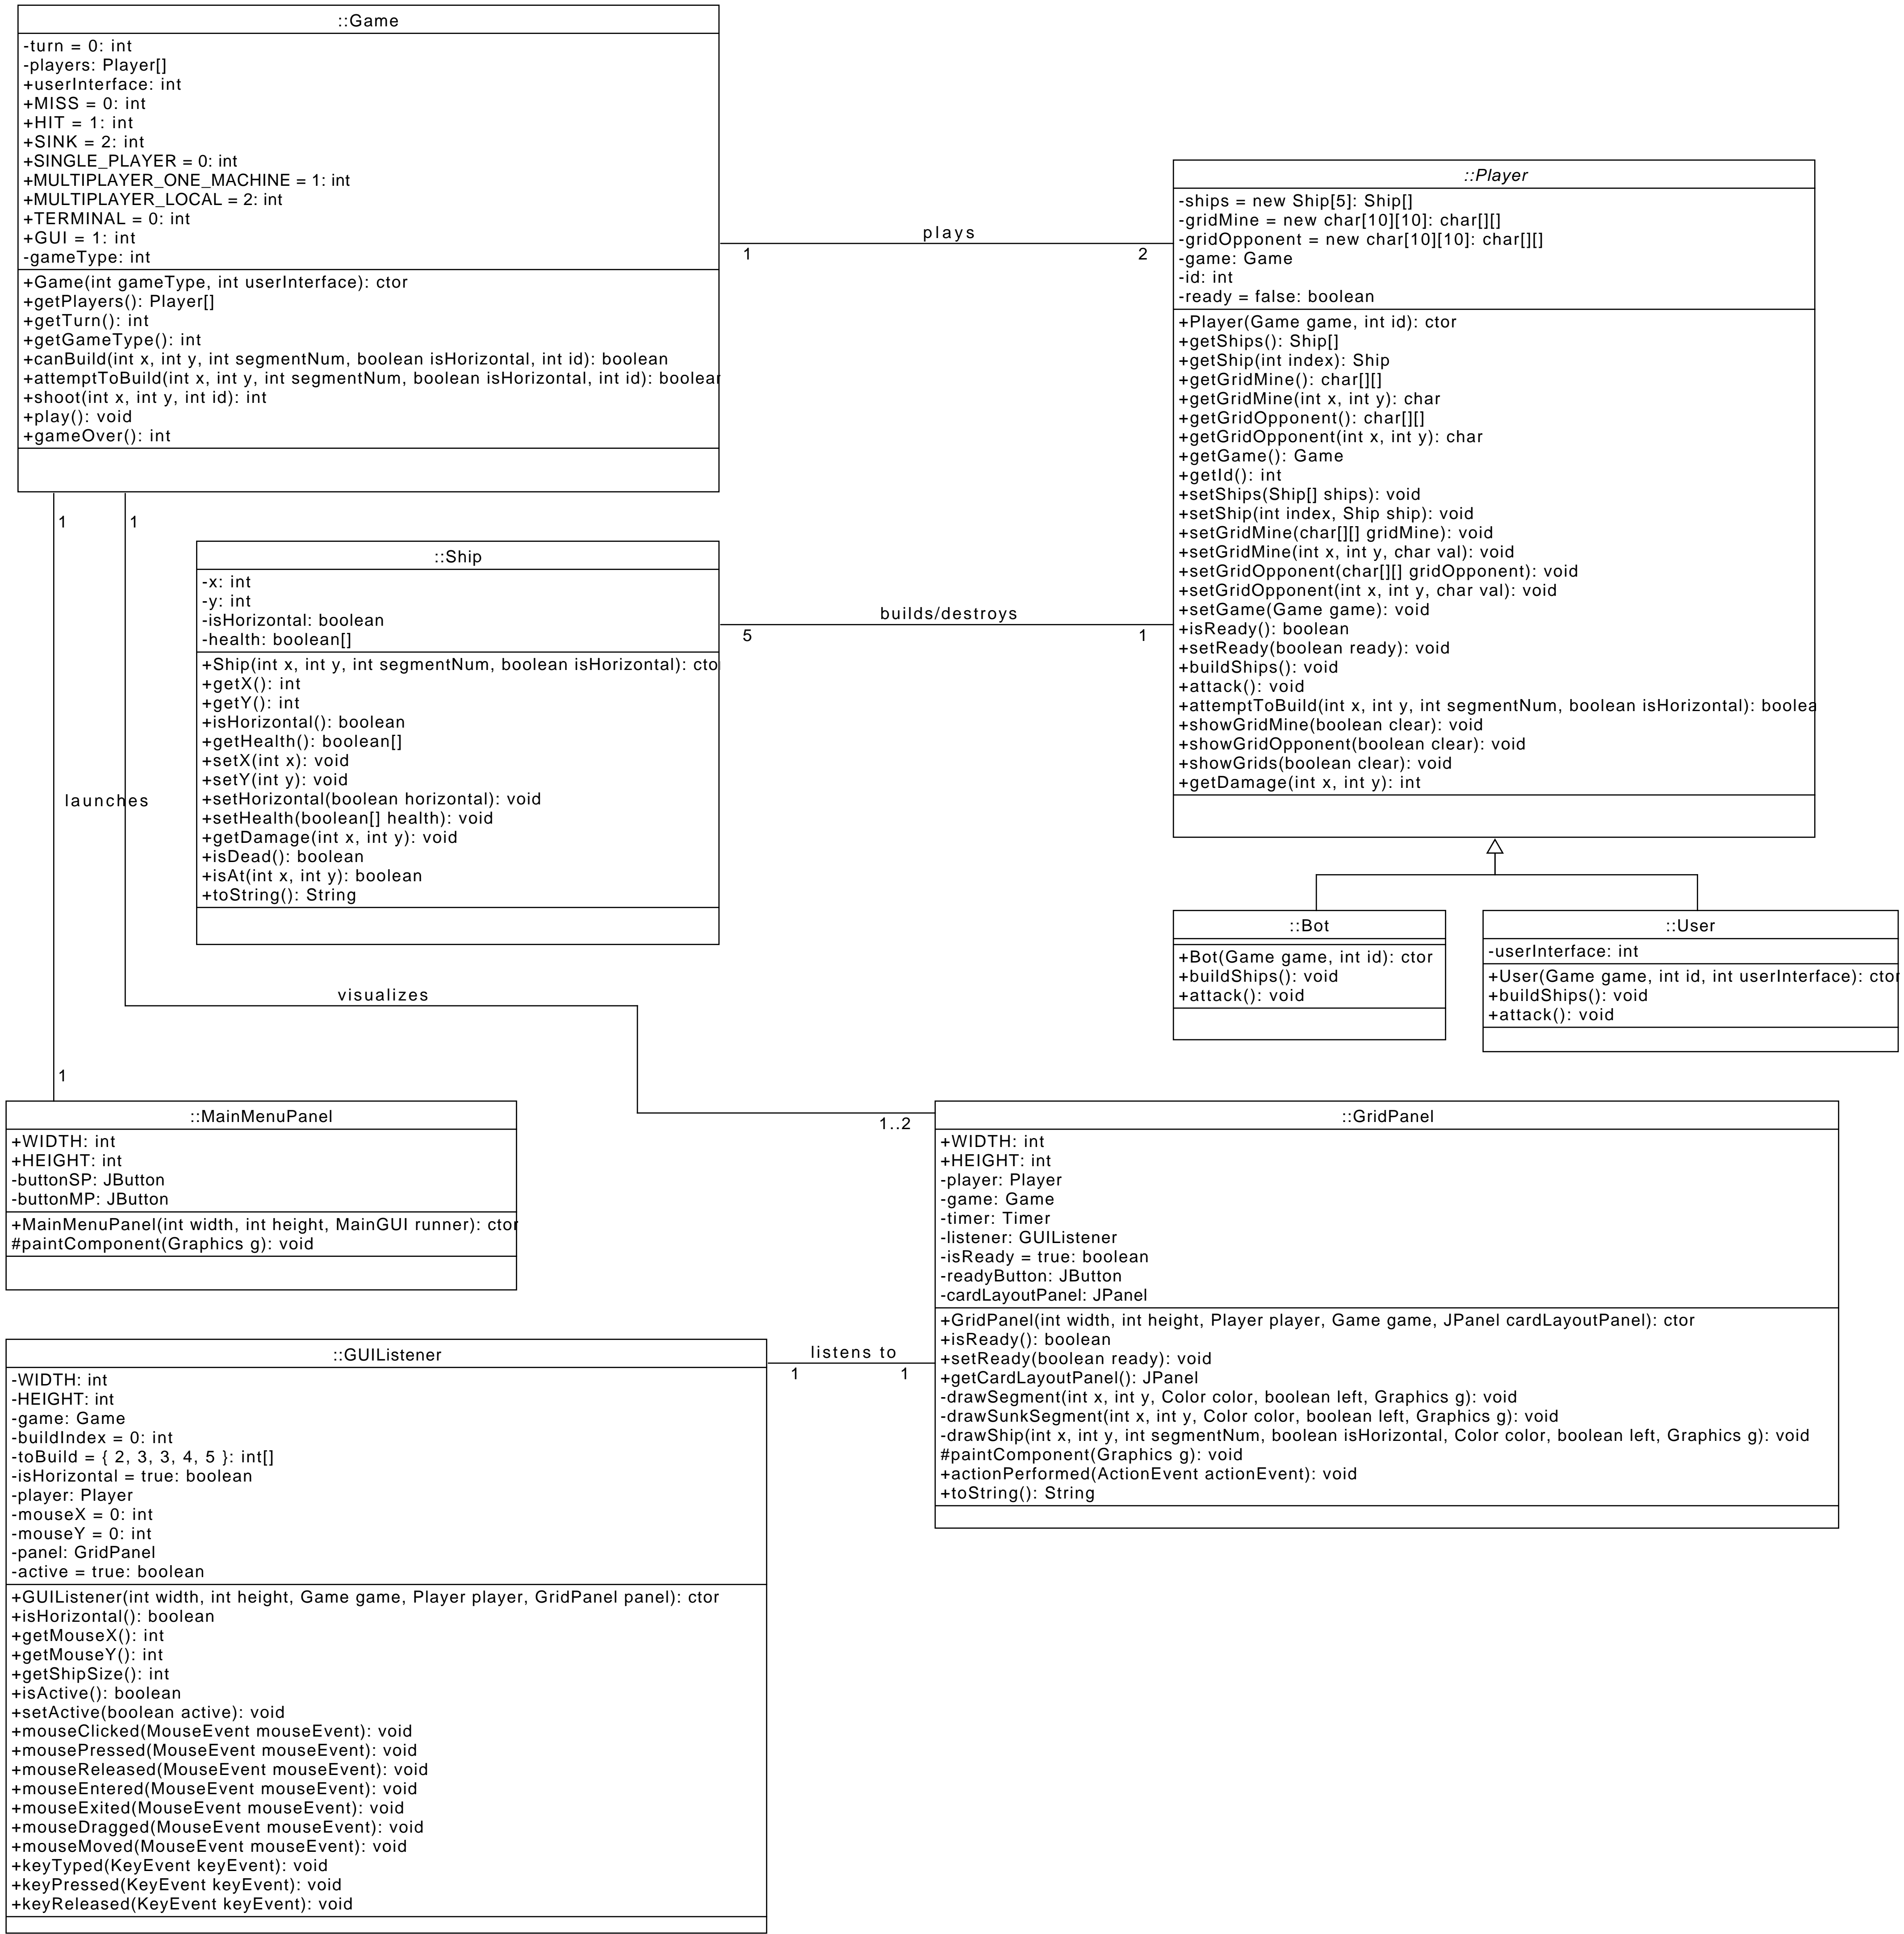 ::Game
-turn = 0: int
-players: Player[]
+userInterface: int
+MISS = 0: int
+HIT = 1: int
+SINK = 2: int
+SINGLE_PLAYER = 0: int
+MULTIPLAYER_ONE_MACHINE = 1: int
+MULTIPLAYER_LOCAL = 2: int
+TERMINAL = 0: int
+GUI = 1: int
-gameType: int
+Game(int gameType, int userInterface): ctor
+getPlayers(): Player[]
+getTurn(): int
+getGameType(): int
+canBuild(int x, int y, int segmentNum, boolean isHorizontal, int id): boolean
+attemptToBuild(int x, int y, int segmentNum, boolean isHorizontal, int id): boolear
+shoot(int x, int y, int id): int
+play(): void
+gameOver(): int
plays
1
2
::Player
-ships = new Ship[5]: Ship[]
-gridMine = new char[10][10]: char[][]
-gridOpponent = new char[10][10]: char[][]
-game: Game
-id: int
-ready = false: boolean
+Player(Game game, int id): ctor
+getShips(): Ship[]
+getShip(int index): Ship
+getGridMine(): char[][]
+getGridMine(int x, int y): char
+getGridOpponent(): char[][]
+getGridOpponent(int x, int y): char
+getGame(): Game
+getId(): int
+setShips(Ship[] ships): void
+setShip(int index, Ship ship): void
+setGridMine(char[][] gridMine): void
+setGridMine(int x, int y, char val): void
+setGridOpponent(char[][] gridOpponent): void
+setGridOpponent(int x, int y, char val): void
+setGame(Game game): void
+isReady(): boolean
+setReady(boolean ready): void
+buildShips(): void
+attack(): void
+attemptToBuild(int x, int y, int segmentNum, boolean isHorizontal): boolea
+showGridMine(boolean clear): void
+showGridOpponent(boolean clear): void
+showGrids(boolean clear): void
+getDamage(int x, int y): int
1
1
::Ship
-x: int
-y: int
-isHorizontal: boolean
-health: boolean[]
+Ship(int x, int y, int segmentNum, boolean isHorizontal): cto
+getX(): int
+getY(): int
+isHorizontal(): boolean
+getHealth(): boolean[]
+setX(int x): void
+setY(int y): void
+setHorizontal(boolean horizontal): void
+setHealth(boolean[] health): void
+getDamage(int x, int y): void
+isDead(): boolean
+isAt(int x, int y): boolean
+toString(): String
builds/destroys
5
1
launches
visualizes
::Bot
+Bot(Game game, int id): ctor
+buildShips(): void
+attack(): void
::User
-userInterface: int
+User(Game game, int id, int userInterface): ctor
+buildShips(): void
+attack(): void
1
1..2
::MainMenuPanel
+WIDTH: int
+HEIGHT: int
-buttonSP: JButton
-buttonMP: JButton
+MainMenuPanel(int width, int height, MainGUI runner): ctor
#paintComponent(Graphics g): void
::GridPanel
+WIDTH: int
+HEIGHT: int
-player: Player
-game: Game
-timer: Timer
-listener: GUIListener
-isReady = true: boolean
-readyButton: JButton
-cardLayoutPanel: JPanel
+GridPanel(int width, int height, Player player, Game game, JPanel cardLayoutPanel): ctor
+isReady(): boolean
+setReady(boolean ready): void
+getCardLayoutPanel(): JPanel
-drawSegment(int x, int y, Color color, boolean left, Graphics g): void
-drawSunkSegment(int x, int y, Color color, boolean left, Graphics g): void
-drawShip(int x, int y, int segmentNum, boolean isHorizontal, Color color, boolean left, Graphics g): void
#paintComponent(Graphics g): void
+actionPerformed(ActionEvent actionEvent): void
+toString(): String
listens to
1
1
::GUIListener
-WIDTH: int
-HEIGHT: int
-game: Game
-buildIndex = 0: int
-toBuild = { 2, 3, 3, 4, 5 }: int[]
-isHorizontal = true: boolean
-player: Player
-mouseX = 0: int
-mouseY = 0: int
-panel: GridPanel
-active = true: boolean
+GUIListener(int width, int height, Game game, Player player, GridPanel panel): ctor
+isHorizontal(): boolean
+getMouseX(): int
+getMouseY(): int
+getShipSize(): int
+isActive(): boolean
+setActive(boolean active): void
+mouseClicked(MouseEvent mouseEvent): void
+mousePressed(MouseEvent mouseEvent): void
+mouseReleased(MouseEvent mouseEvent): void
+mouseEntered(MouseEvent mouseEvent): void
+mouseExited(MouseEvent mouseEvent): void
+mouseDragged(MouseEvent mouseEvent): void
+mouseMoved(MouseEvent mouseEvent): void
+keyTyped(KeyEvent keyEvent): void
+keyPressed(KeyEvent keyEvent): void
+keyReleased(KeyEvent keyEvent): void